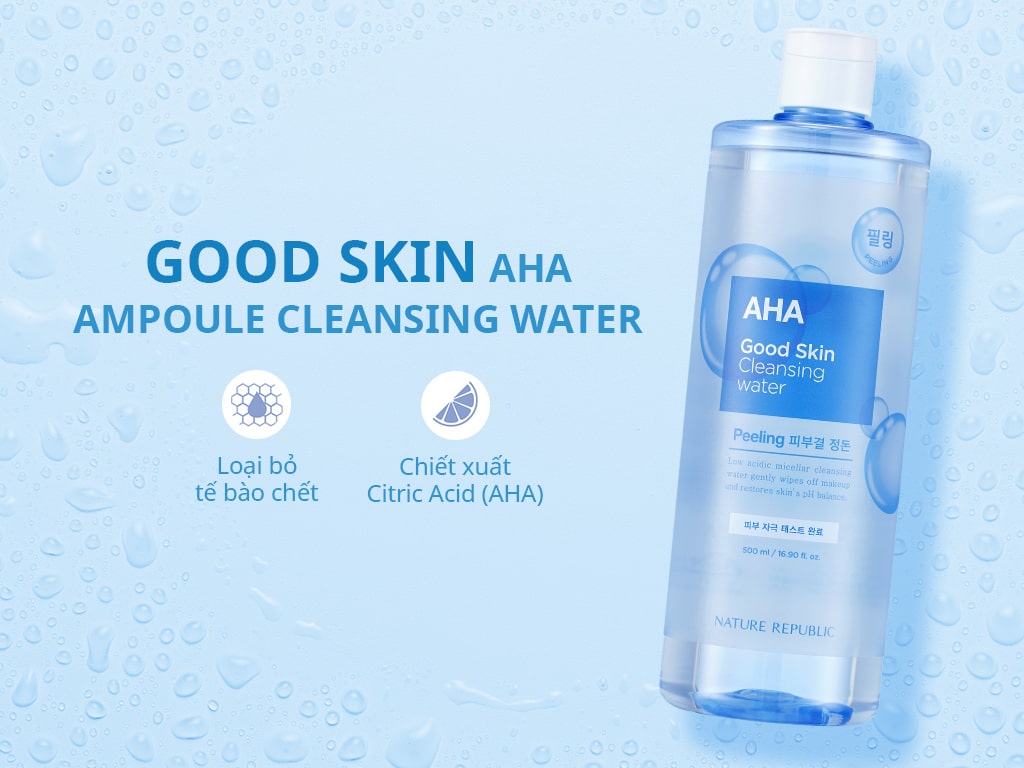 GOOD SKIN AHA
AMPOULE CLEANSING WATER
Loại bỏ
tế bào chết
Chiết xuất
Citric Acid (AHA)
필링
PEELING
AHA
Good Skin
Cleansing
water
Peeling 피부결 정돈
Low acidic micellar cleansing
water gently wipes off makeup
and restores skin's pH balance.
피부 자극 테스트 완료
500 ml / 16.90 fl. oz.
NATURE REPUBLIC